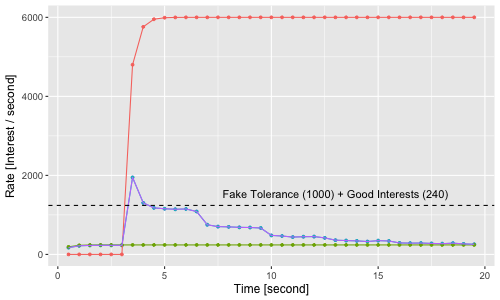 6000
4000
2000
0
Rate [Interest / second]
Fake Tolerance (1000) + Good Interests (240)
0 5 10 15 20
Time [second]